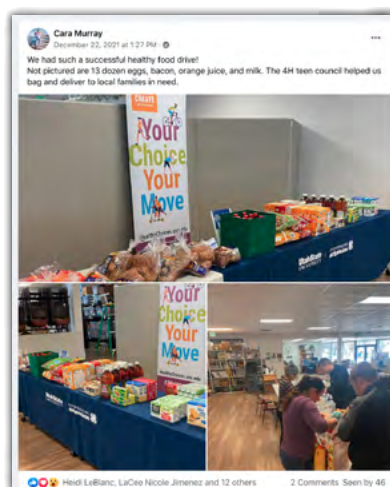 Cara Murray
December 22, 2021 at 1:27 PM ·
We had such a successful healthy food drive!
Not pictured are 13 dozen eggs, bacon, orange juice, and milk. The 4H teen council helped us
bag and deliver to local families in need.
CREATE
Your
Choice
Your
Move
UtahState
Your
Choice
Your
Move
UtahState
Heidi LeBlanc, LaCee Nicole Jimenez and 12 others
2 Comments Seen by 46